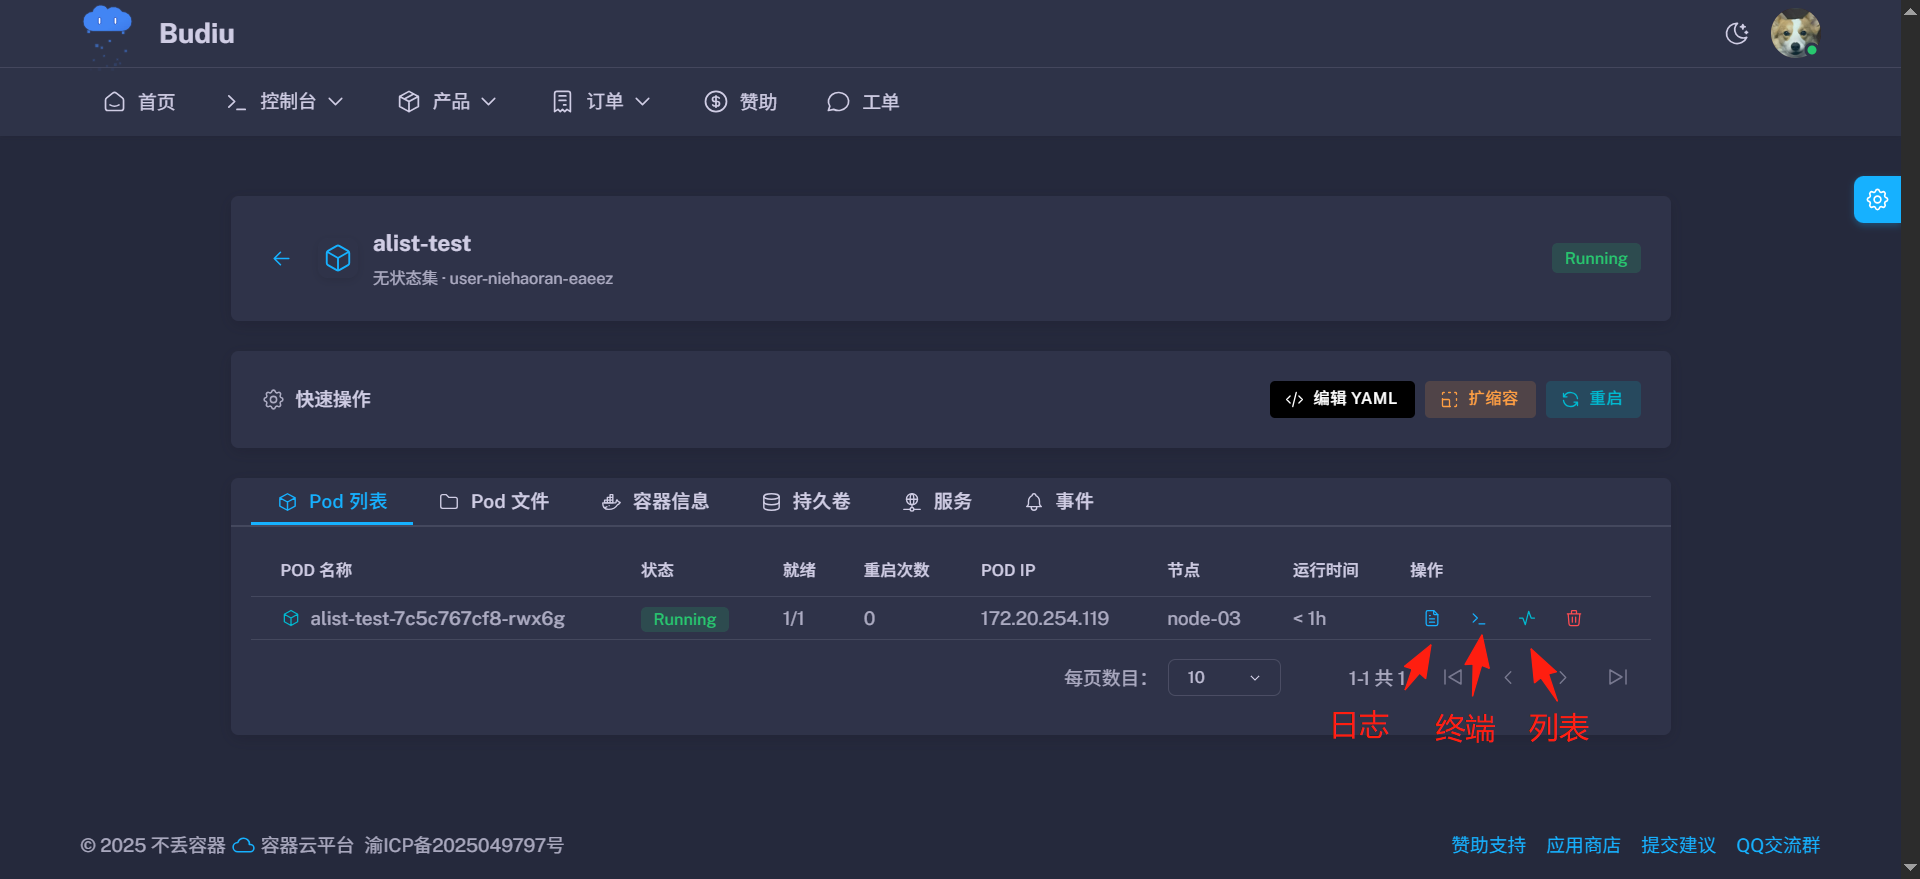 Budiu
首页 控制台 产品 订单 赞助 工单
alist-test
无状态集 · user-niehaoran-eaeez
Running
快速操作
编辑 YAML 扩缩容 重启
Pod 列表 Pod 文件 容器信息 持久卷 服务 事件
POD 名称 状态 就绪 重启次数 POD IP 节点 运行时间 操作
alist-test-7c5c767cf8-rwx6g Running 1/1 0 172.20.254.119 node-03 < 1h
每页数目： 10 1-1 共 1
日志 终端 列表
© 2025 不丢容器 容器云平台 渝ICP备2025049797号
赞助支持 应用商店 提交建议 QQ交流群